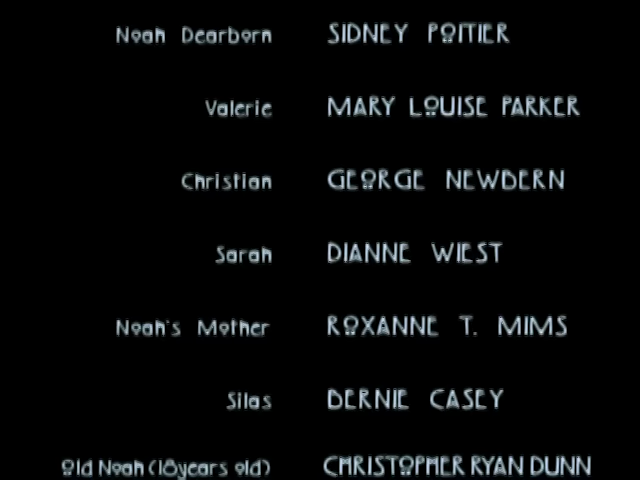 Noah Dearborn SIDNEY POITIER
Valerie MARY LOUISE PARKER
Christian GEORGE NEWBERN
Sarah DIANNE WIEST
Noah's Mother ROXANNE T. MIMS
Silas BERNIE CASEY
Old Noah (18years old) CHRISTOPHER RYAN DUNN